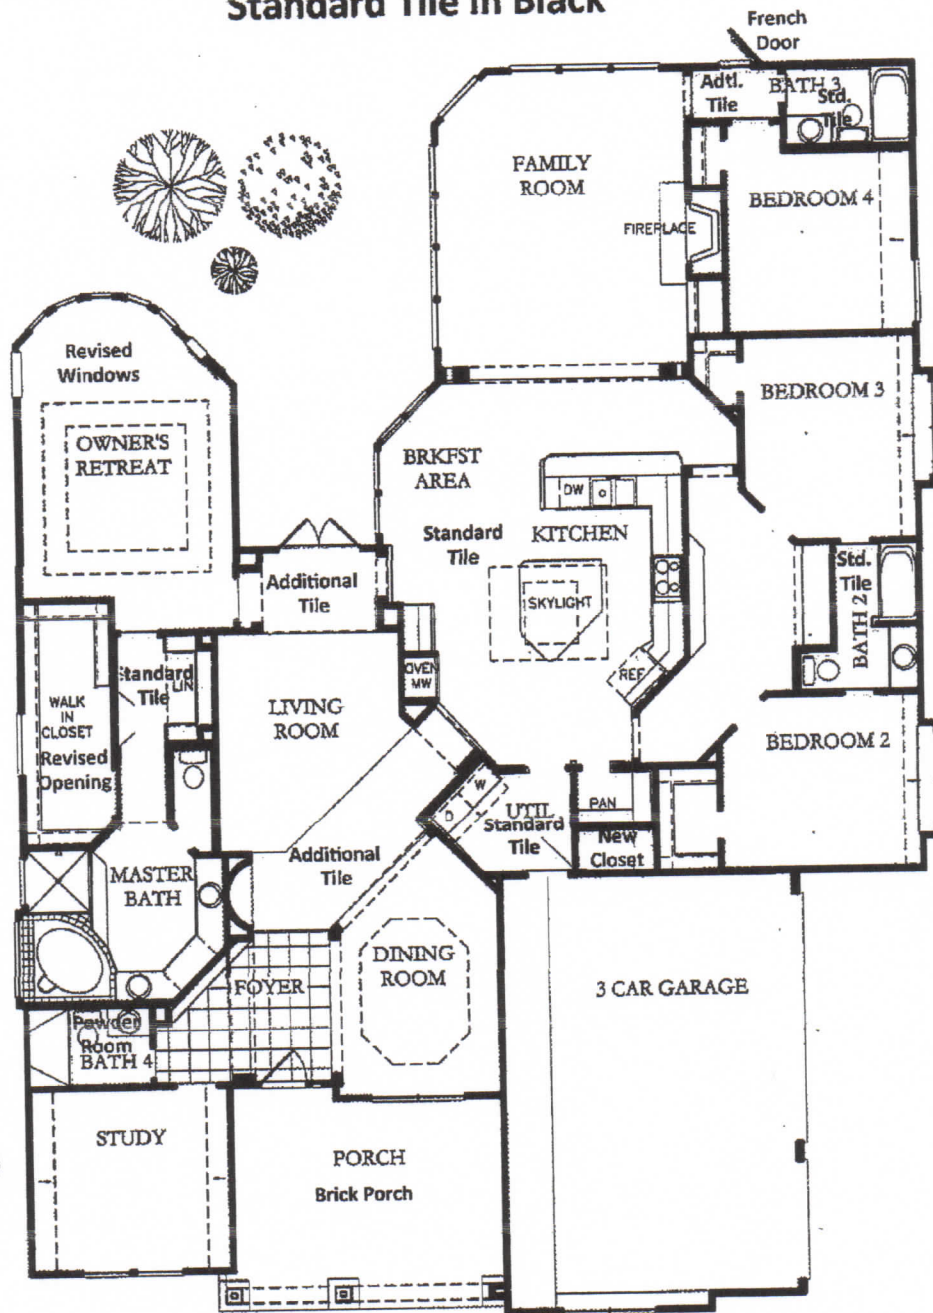 Standard Tile in Black
French
Door
Adtl.
Tile
BATH 3
Std.
Tile
FAMILY
ROOM
BEDROOM 4
FIREPLACE
Revised
Windows
BEDROOM 3
OWNER'S
RETREAT
BRKFST
AREA
DW
Standard
Tile
KITCHEN
Additional
Tile
Std.
Tile
SKYLIGHT
BATH 2
REF
OVEN
MW
Standard
Tile
LIN
WALK
IN
CLOSET
Revised
Opening
LIVING
ROOM
BEDROOM 2
W
D
UTIL
Standard
Tile
PAN
New
Closet
Additional
Tile
MASTER
BATH
DINING
ROOM
FOYER
3 CAR GARAGE
Powder
Room
BATH 4
STUDY
PORCH
Brick Porch